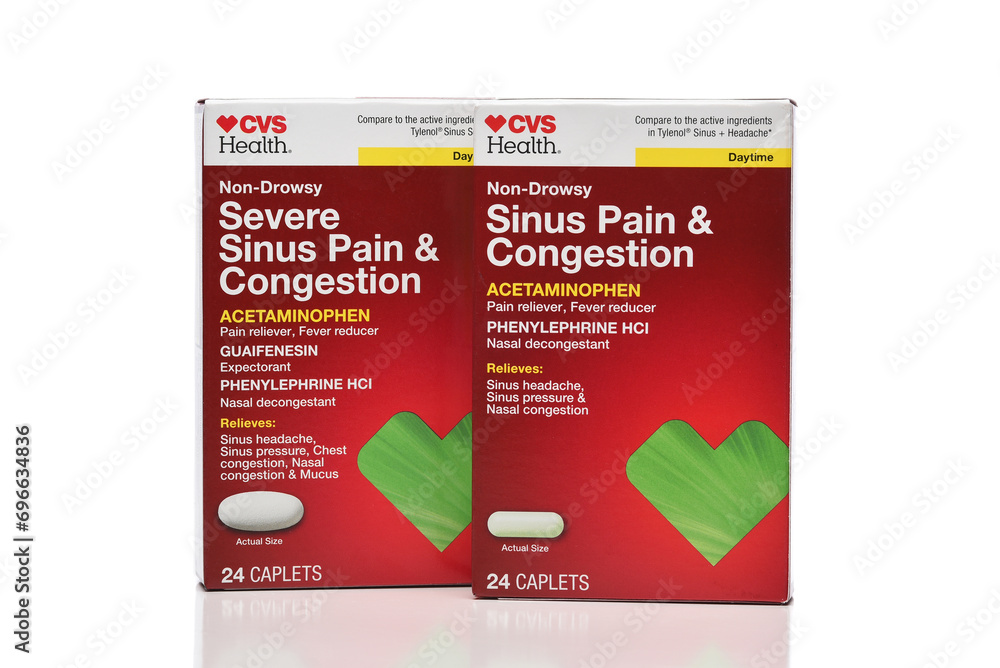 CVS
Health®
Compare to the active ingredie
Tylenol® Sinus S
Day
Non-Drowsy
Severe
Sinus Pain &
Congestion
ACETAMINOPHEN
Pain reliever, Fever reducer
GUAIFENESIN
Expectorant
PHENYLEPHRINE HCl
Nasal decongestant
Relieves:
Sinus headache,
Sinus pressure, Chest
congestion, Nasal
congestion & Mucus
Actual Size
24 CAPLETS
CVS
Health®
Compare to the active ingredients
in Tylenol® Sinus + Headache*
Daytime
Non-Drowsy
Sinus Pain &
Congestion
ACETAMINOPHEN
Pain reliever, Fever reducer
PHENYLEPHRINE HCl
Nasal decongestant
Relieves:
Sinus headache,
Sinus pressure &
Nasal congestion
Actual Size
24 CAPLETS
Adobe Stock | #696634836
Adobe Stock